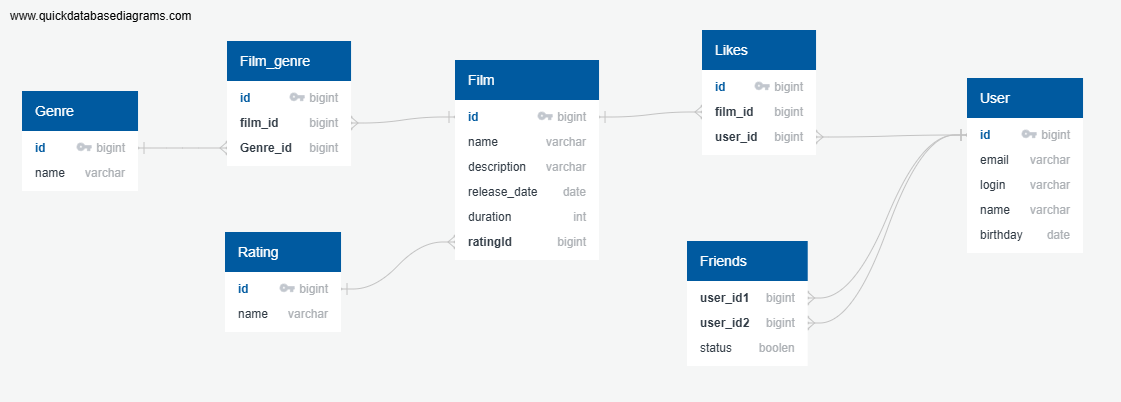 www.quickdatabasediagrams.com
Genre
id bigint
name varchar
Film_genre
id bigint
film_id bigint
Genre_id bigint
Rating
id bigint
name varchar
Film
id bigint
name varchar
description varchar
release_date date
duration int
ratingId bigint
Likes
id bigint
film_id bigint
user_id bigint
Friends
user_id1 bigint
user_id2 bigint
status boolen
User
id bigint
email varchar
login varchar
name varchar
birthday date